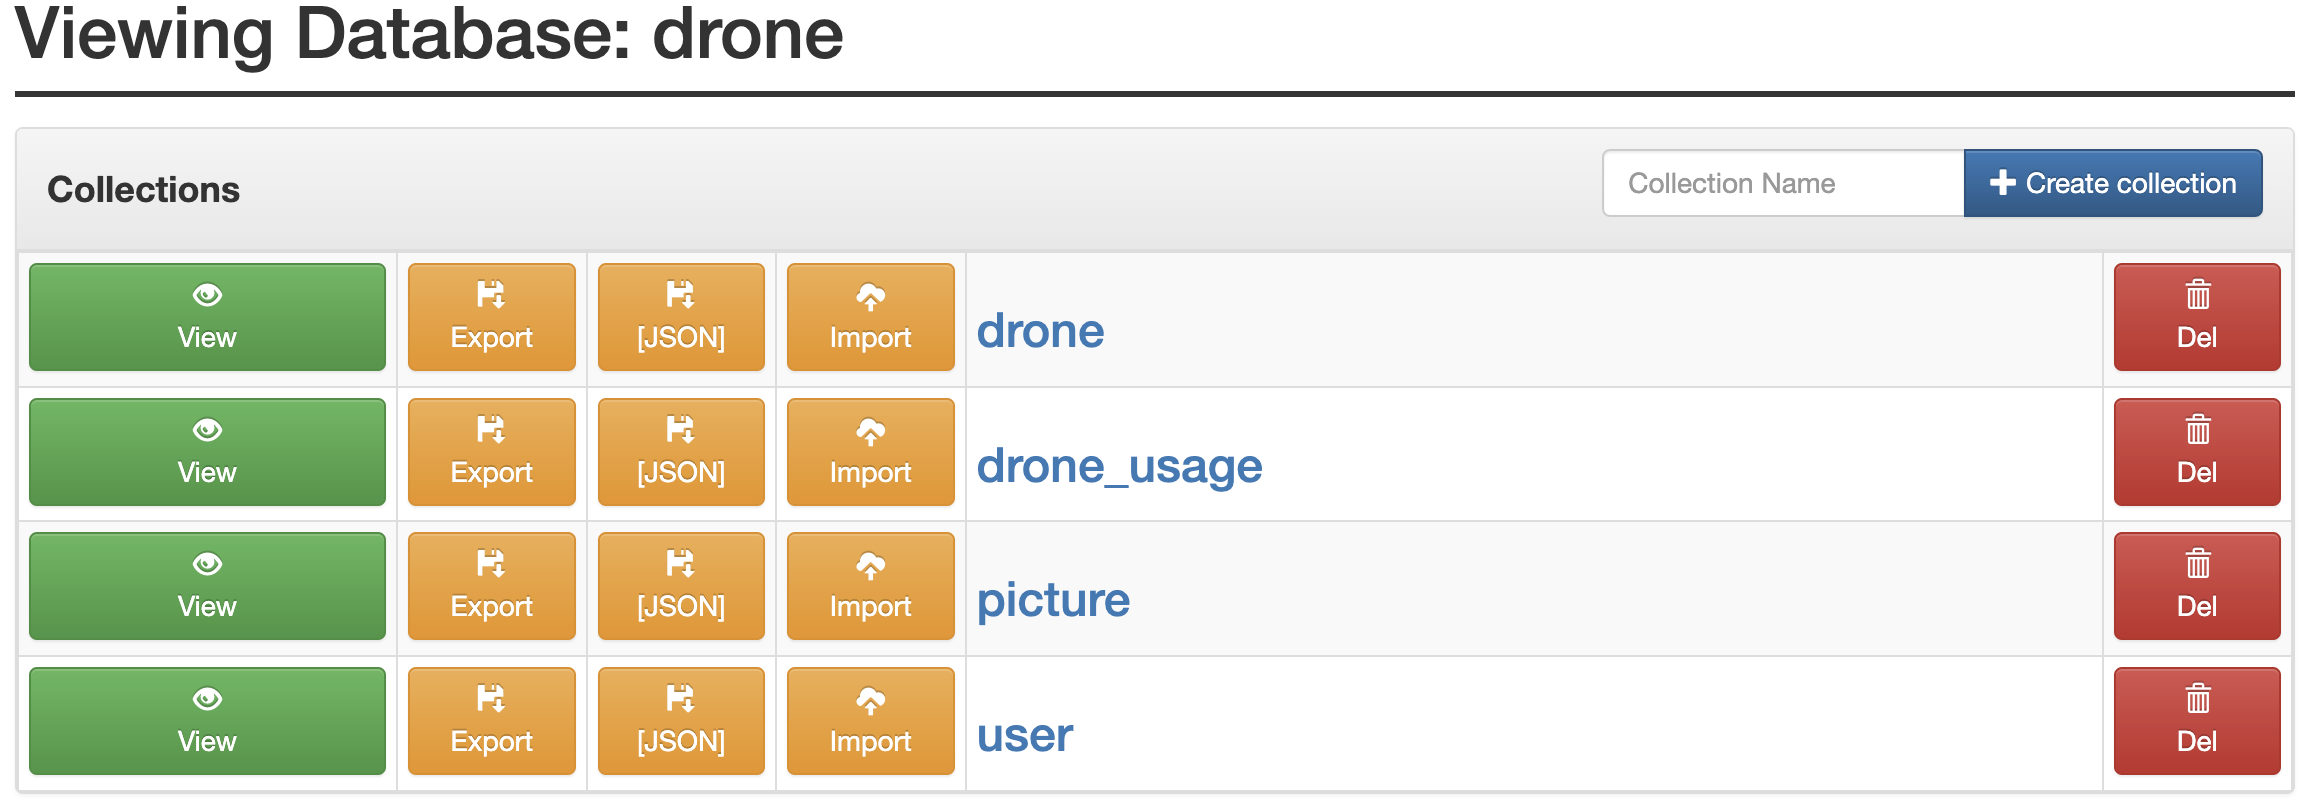 Viewing Database: drone
Collections
Collection Name
Create collection
View Export [JSON] Import drone Del
View Export [JSON] Import drone_usage Del
View Export [JSON] Import picture Del
View Export [JSON] Import user Del